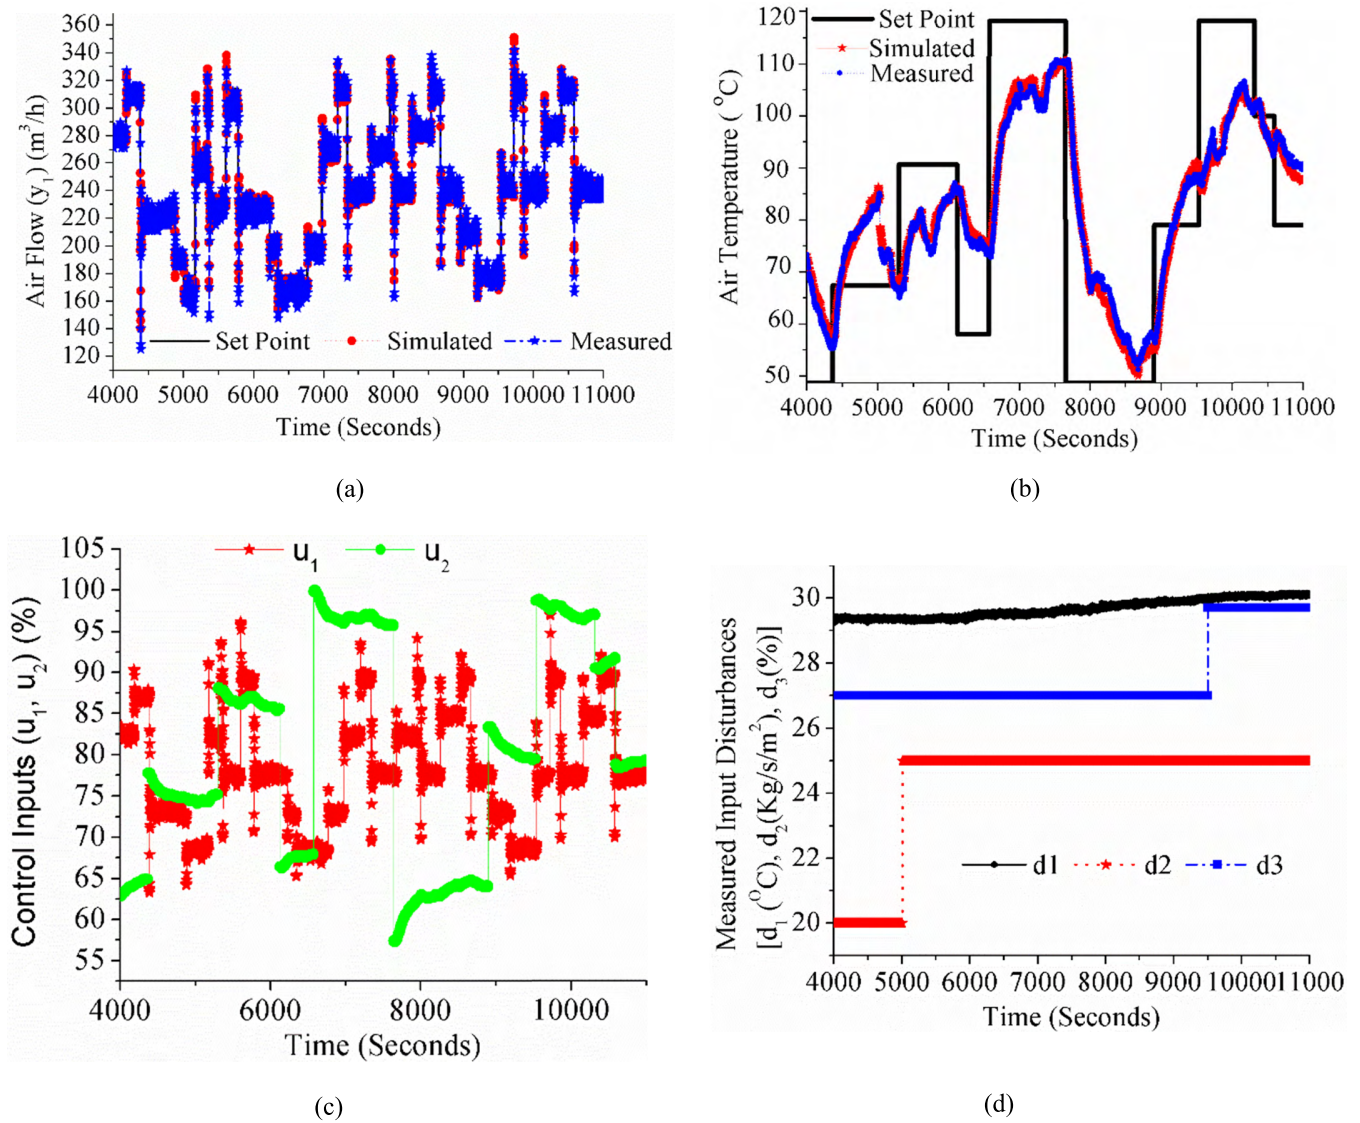 360
340
320
300
280
260
240
220
200
180
160
140
120
Air Flow (y1) (m3/h)
Set Point
Simulated
Measured
4000 5000 6000 7000 8000 9000 10000 11000
Time (Seconds)
(a)
120
110
100
90
80
70
60
50
Air Temperature (oC)
Set Point
Simulated
Measured
4000 5000 6000 7000 8000 9000 10000 11000
Time (Seconds)
(b)
105
100
95
90
85
80
75
70
65
60
55
Control Inputs (u1, u2) (%)
u1 u2
4000 6000 8000 10000
Time (Seconds)
(c)
30
28
26
24
22
20
Measured Input Disturbances
[d1 (OC), d2(Kg/s/m2), d3(%)]
d1 d2 d3
4000 5000 6000 7000 8000 9000 10000 11000
Time (Seconds)
(d)